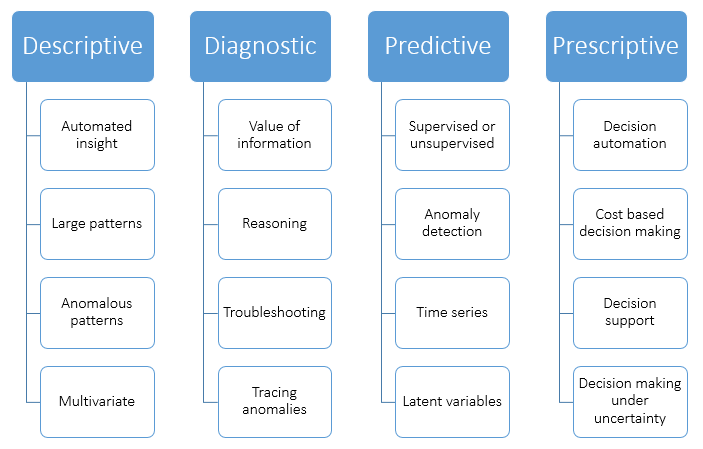 Descriptive
Automated
insight
Large patterns
Anomalous
patterns
Multivariate
Diagnostic
Value of
information
Reasoning
Troubleshooting
Tracing
anomalies
Predictive
Supervised or
unsupervised
Anomaly
detection
Time series
Latent variables
Prescriptive
Decision
automation
Cost based
decision making
Decision
support
Decision making
under
uncertainty